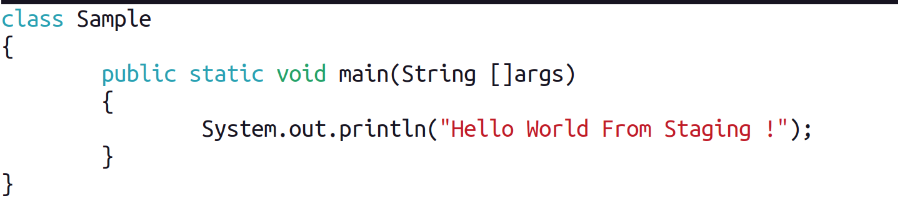 class Sample
{
        public static void main(String []args)
        {
                System.out.println("Hello World From Staging !");
        }
}